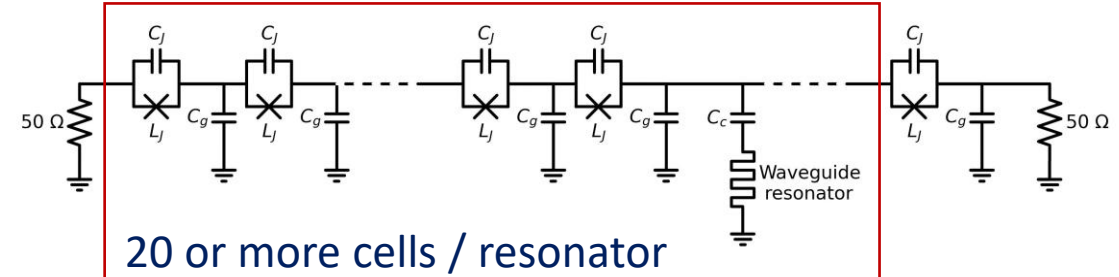 C_J C_J C_J C_J C_J
50 Ω L_J C_g L_J C_g L_J C_g L_J C_g C_c L_J C_g 50 Ω
Waveguide
resonator
20 or more cells / resonator